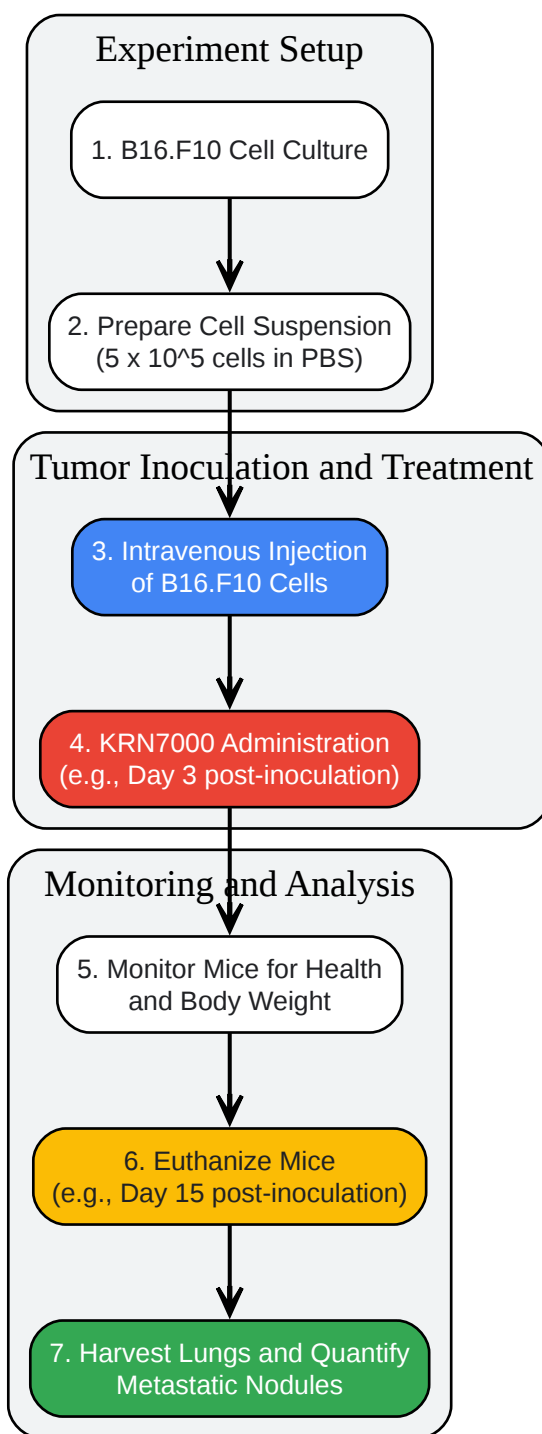 Experiment Setup
1. B16.F10 Cell Culture
2. Prepare Cell Suspension
(5 x 10^5 cells in PBS)
Tumor Inoculation and Treatment
3. Intravenous Injection
of B16.F10 Cells
4. KRN7000 Administration
(e.g., Day 3 post-inoculation)
Monitoring and Analysis
5. Monitor Mice for Health
and Body Weight
6. Euthanize Mice
(e.g., Day 15 post-inoculation)
7. Harvest Lungs and Quantify
Metastatic Nodules